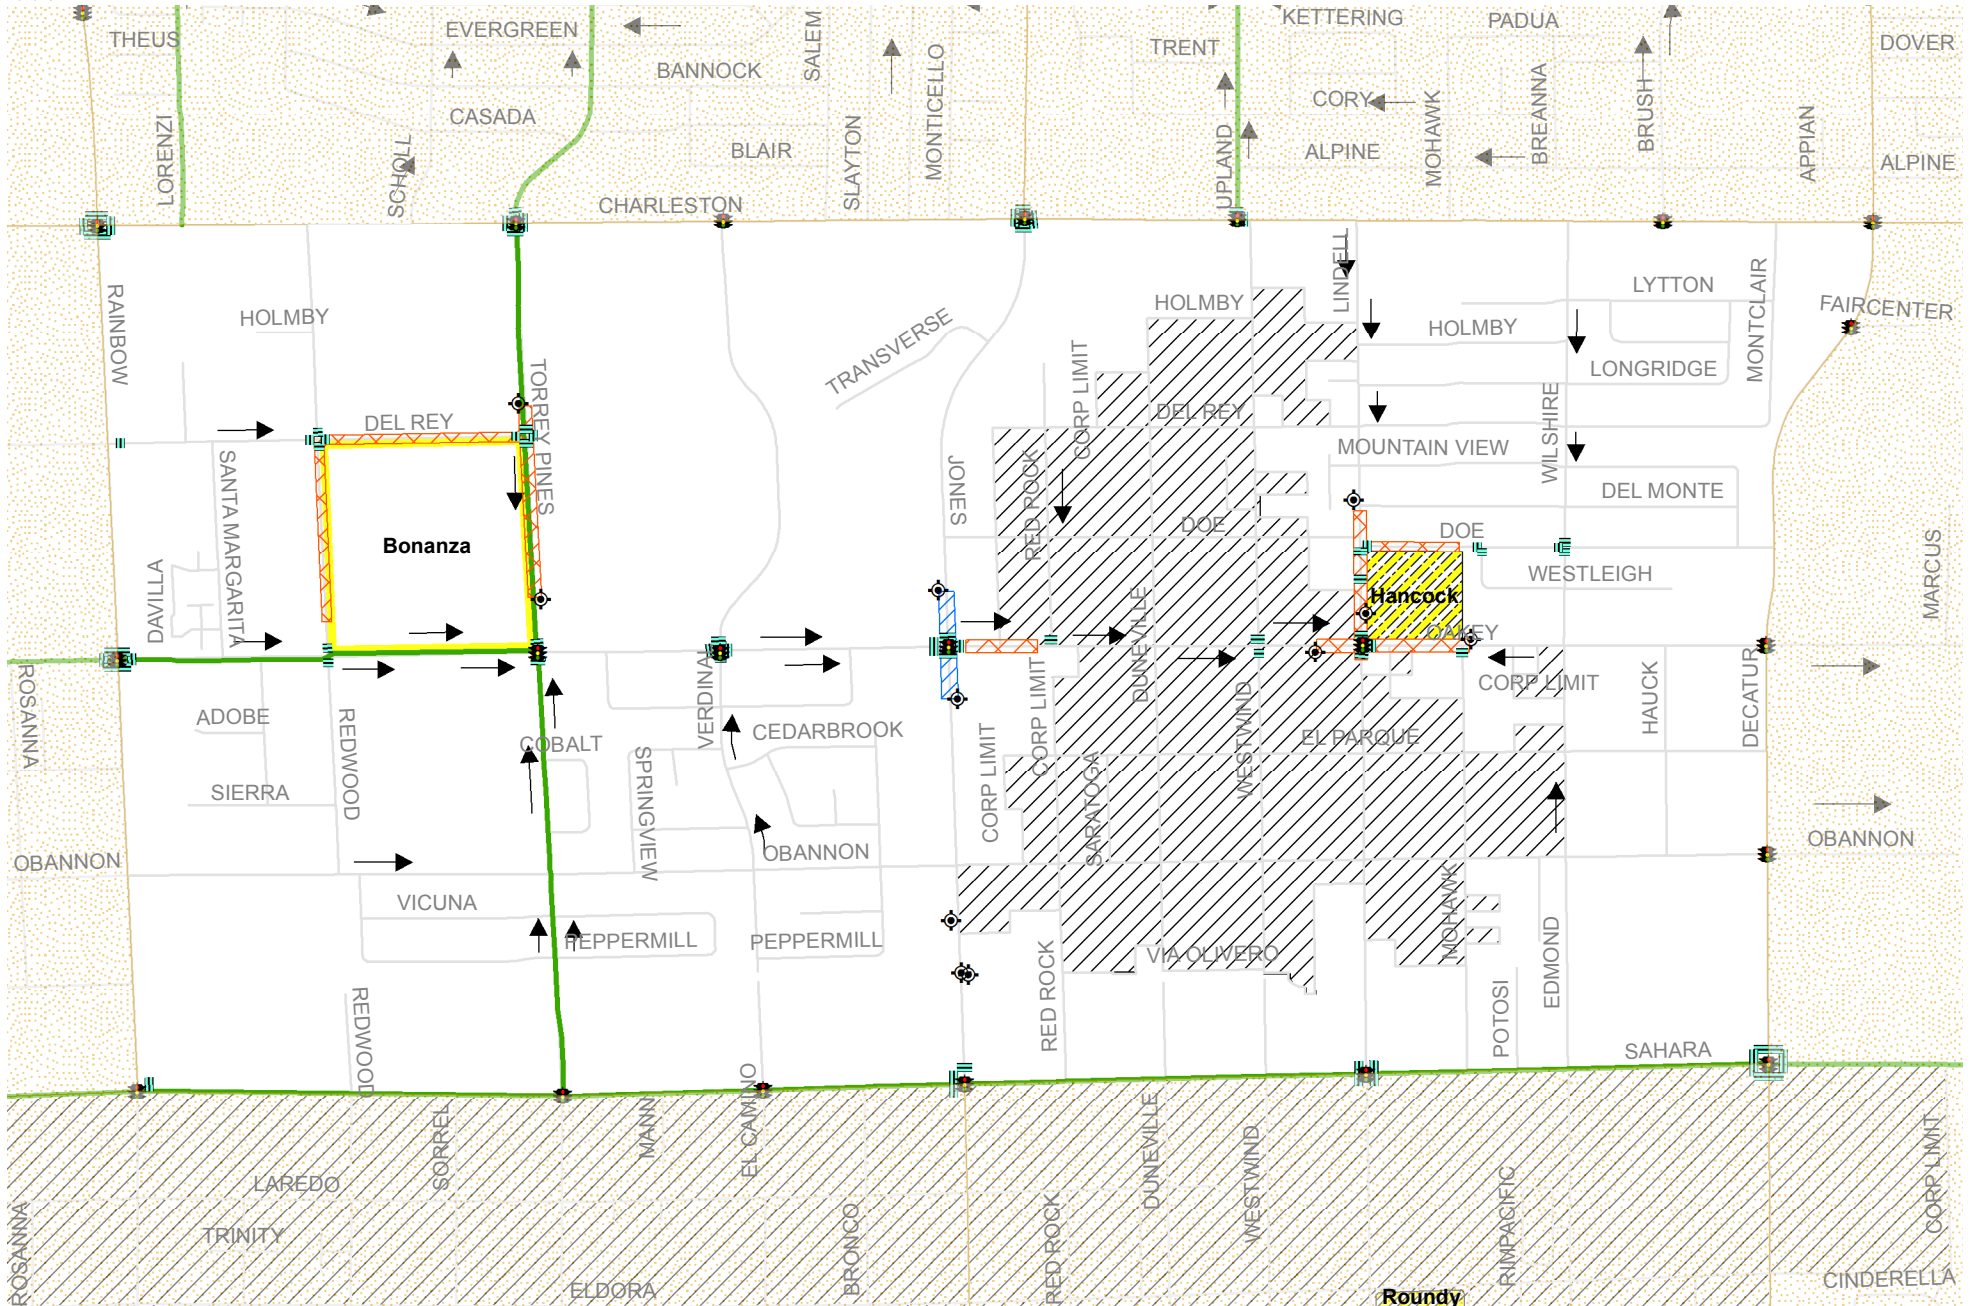 THEUS
EVERGREEN
SALEM
KETTERING
PADUA
DOVER
TRENT
BANNOCK
MONTICELLO
CORY
MOHAWK
BREANNA
BRUSH
CASADA
LORENZI
SCHOLL
BLAIR
SLAYTON
UPLAND
ALPINE
APPIAN
ALPINE
CHARLESTON
RAINBOW
HOLMBY
TRANSVERSE
HOLMBY
LINDELL
LYTTON
MONTCLAIR
FAIRCENTER
HOLMBY
LONGRIDGE
CORP LIMIT
TORREY PINES
DEL REY
DEL REY
WILSHIRE
MOUNTAIN VIEW
SANTA MARGARITA
JONES
RED ROCK
DEL MONTE
DOE
DOE
Bonanza
DAVILLA
WESTLEIGH
MARCUS
Hancock
DUNEVILLE
OAKEY
ROSANNA
VERDINAL
CORP LIMIT
CORP LIMIT
WESTWIND
HAUCK
DECATUR
ADOBE
REDWOOD
COBALT
CEDARBROOK
CORP LIMIT
EL PARQUE
SIERRA
SPRINGVIEW
SARATOGA
OBANNON
OBANNON
OBANNON
VICUNA
PEPPERMILL
PEPPERMILL
MOHAWK
EDMOND
VIA OLIVERO
REDWOOD
RED ROCK
POTOSI
SAHARA
SORREL
MANN
EL CAMINO
DUNEVILLE
WESTWIND
CORP LIMIT
LAREDO
TRINITY
ROSANNA
BRONCO
RED ROCK
RIMPACIFIC
ELDORA
CINDERELLA
Roundy